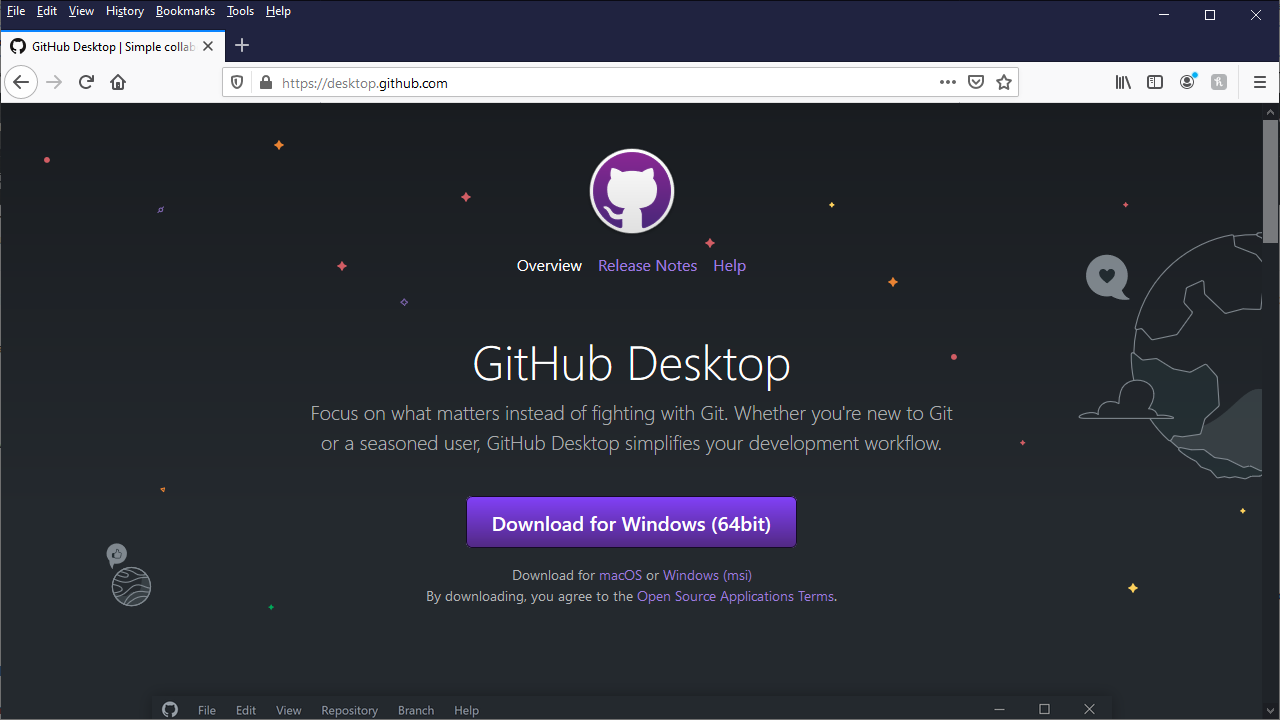 File Edit View History Bookmarks Tools Help
GitHub Desktop | Simple collab
https://desktop.github.com
Overview Release Notes Help
GitHub Desktop
Focus on what matters instead of fighting with Git. Whether you're new to Git
or a seasoned user, GitHub Desktop simplifies your development workflow.
Download for Windows (64bit)
Download for macOS or Windows (msi)
By downloading, you agree to the Open Source Applications Terms.
File Edit View Repository Branch Help